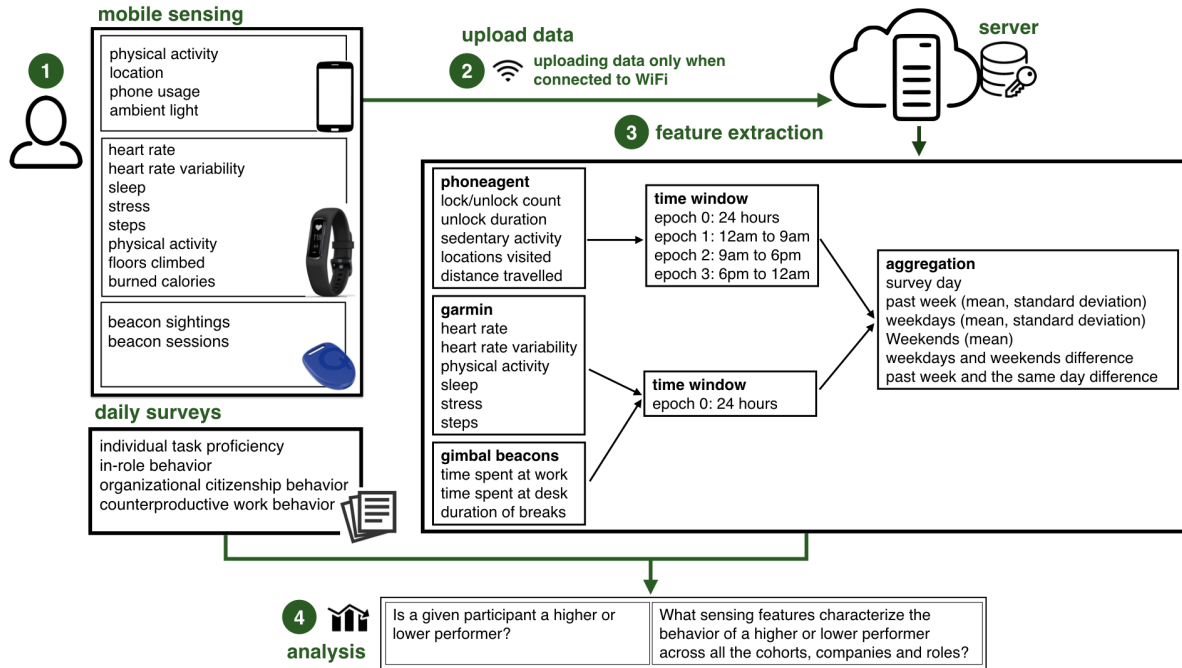 mobile sensing
1
physical activity
location
phone usage
ambient light
heart rate
heart rate variability
sleep
stress
steps
physical activity
floors climbed
burned calories
beacon sightings
beacon sessions
daily surveys
individual task proficiency
in-role behavior
organizational citizenship behavior
counterproductive work behavior
upload data
2
uploading data only when
connected to WiFi
server
3
feature extraction
phoneagent
lock/unlock count
unlock duration
sedentary activity
locations visited
distance travelled
garmin
heart rate
heart rate variability
physical activity
sleep
stress
steps
gimbal beacons
time spent at work
time spent at desk
duration of breaks
time window
epoch 0: 24 hours
epoch 1: 12am to 9am
epoch 2: 9am to 6pm
epoch 3: 6pm to 12am
time window
epoch 0: 24 hours
aggregation
survey day
past week (mean, standard deviation)
weekdays (mean, standard deviation)
Weekends (mean)
weekdays and weekends difference
past week and the same day difference
4
analysis
Is a given participant a higher or
lower performer?
What sensing features characterize the
behavior of a higher or lower performer
across all the cohorts, companies and roles?